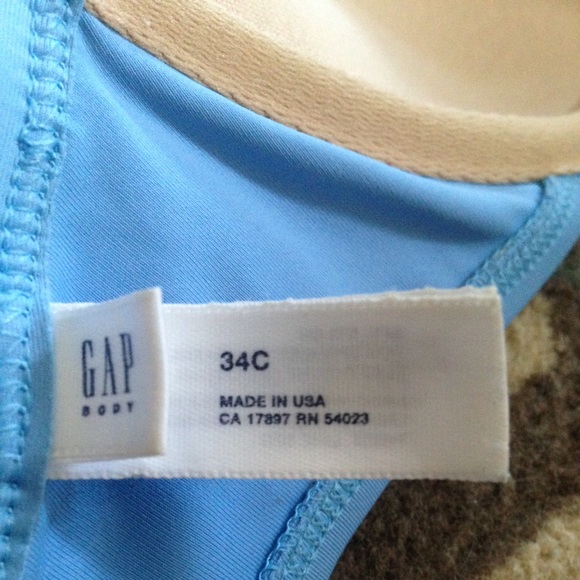 GAP
BODY
34C
MADE IN USA
CA 17897 RN 54023